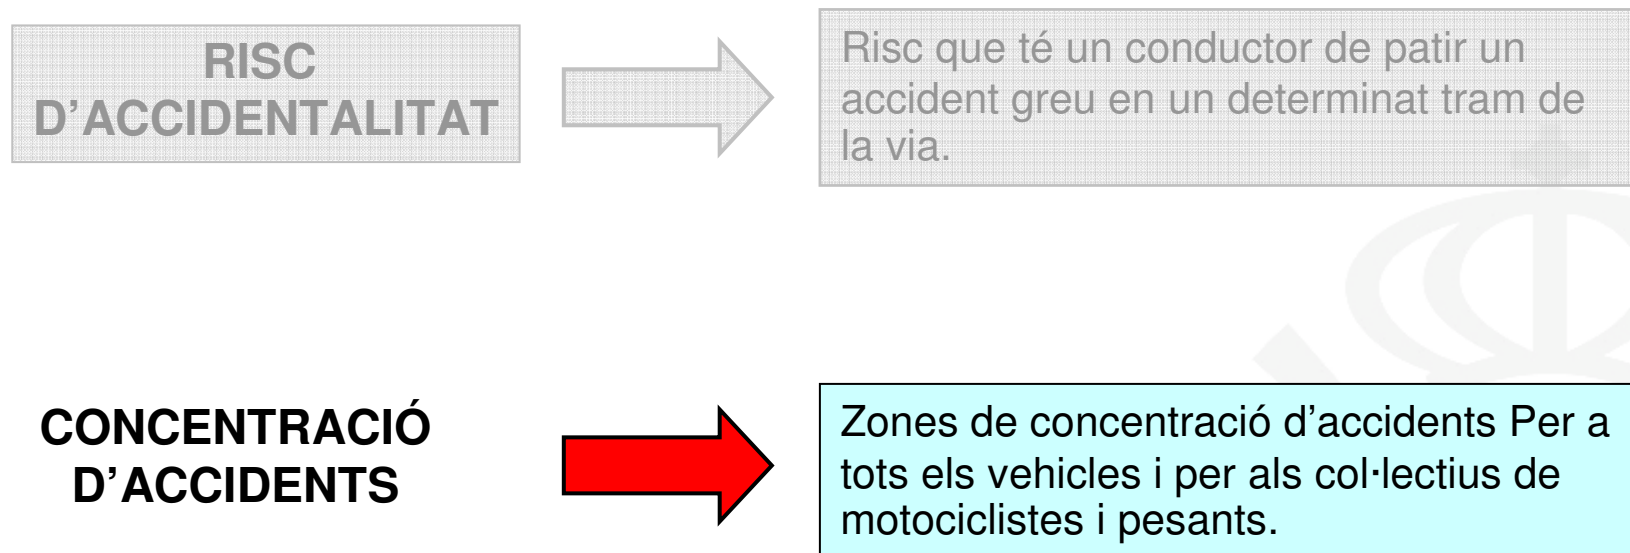 RISC
D’ACCIDENTALITAT
Risc que té un conductor de patir un
accident greu en un determinat tram de
la via.
CONCENTRACIÓ
D’ACCIDENTS
Zones de concentració d’accidents Per a
tots els vehicles i per als col·lectius de
motociclistes i pesants.